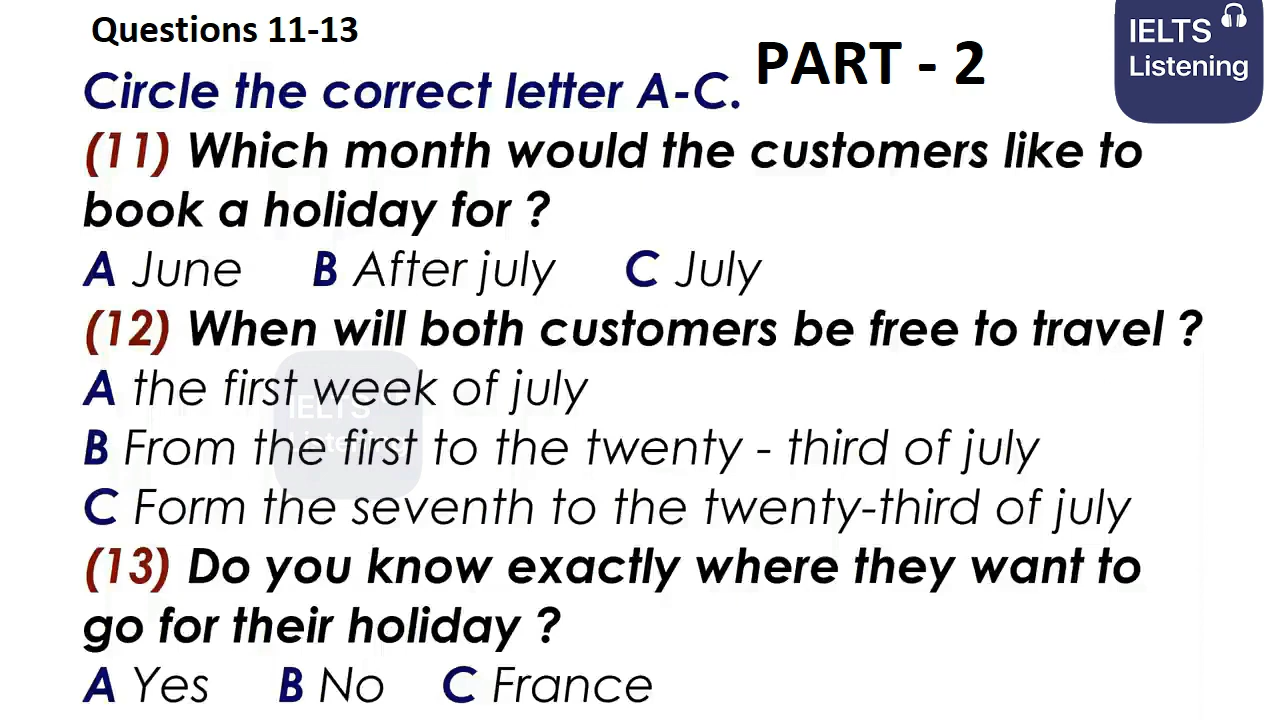 Questions 11-13
PART - 2
IELTS
Listening
Circle the correct letter A-C.
(11) Which month would the customers like to
book a holiday for ?
A June B After july C July
(12) When will both customers be free to travel ?
A the first week of july
B From the first to the twenty - third of july
C Form the seventh to the twenty-third of july
IELTS
Listening
(13) Do you know exactly where they want to
go for their holiday ?
A Yes B No C France